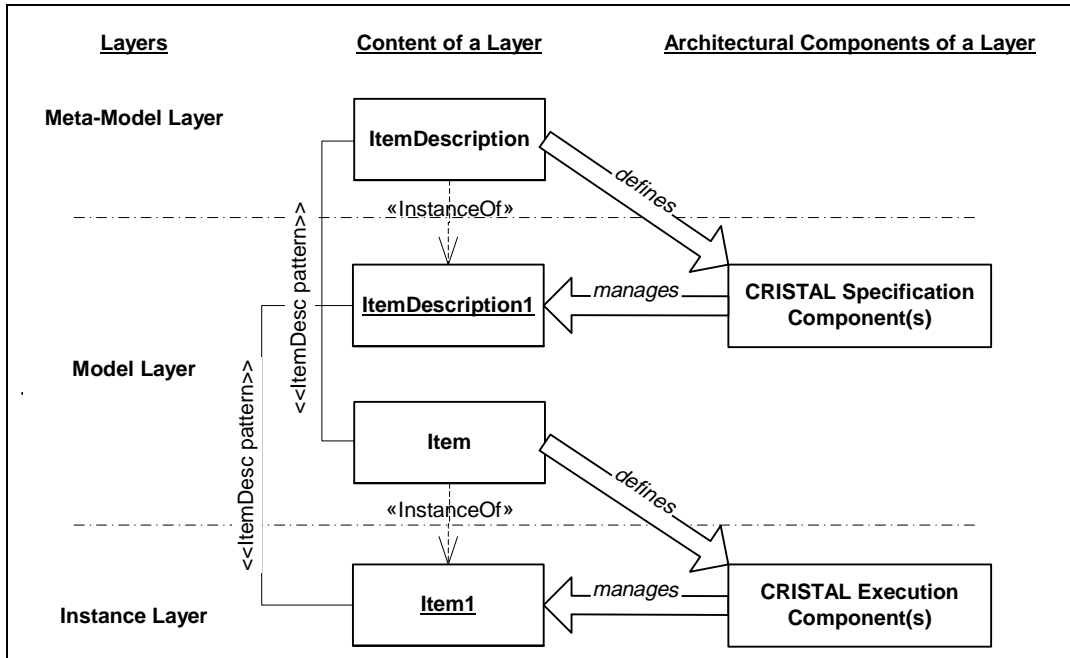 Layers
Content of a Layer
Architectural Components of a Layer
Meta-Model Layer
ItemDescription
defines
«InstanceOf»
<<ItemDesc pattern>>
ItemDescription1
manages
CRISTAL Specification
Component(s)
Model Layer
<<ItemDesc pattern>>
Item
defines
«InstanceOf»
Instance Layer
Item1
manages
CRISTAL Execution
Component(s)